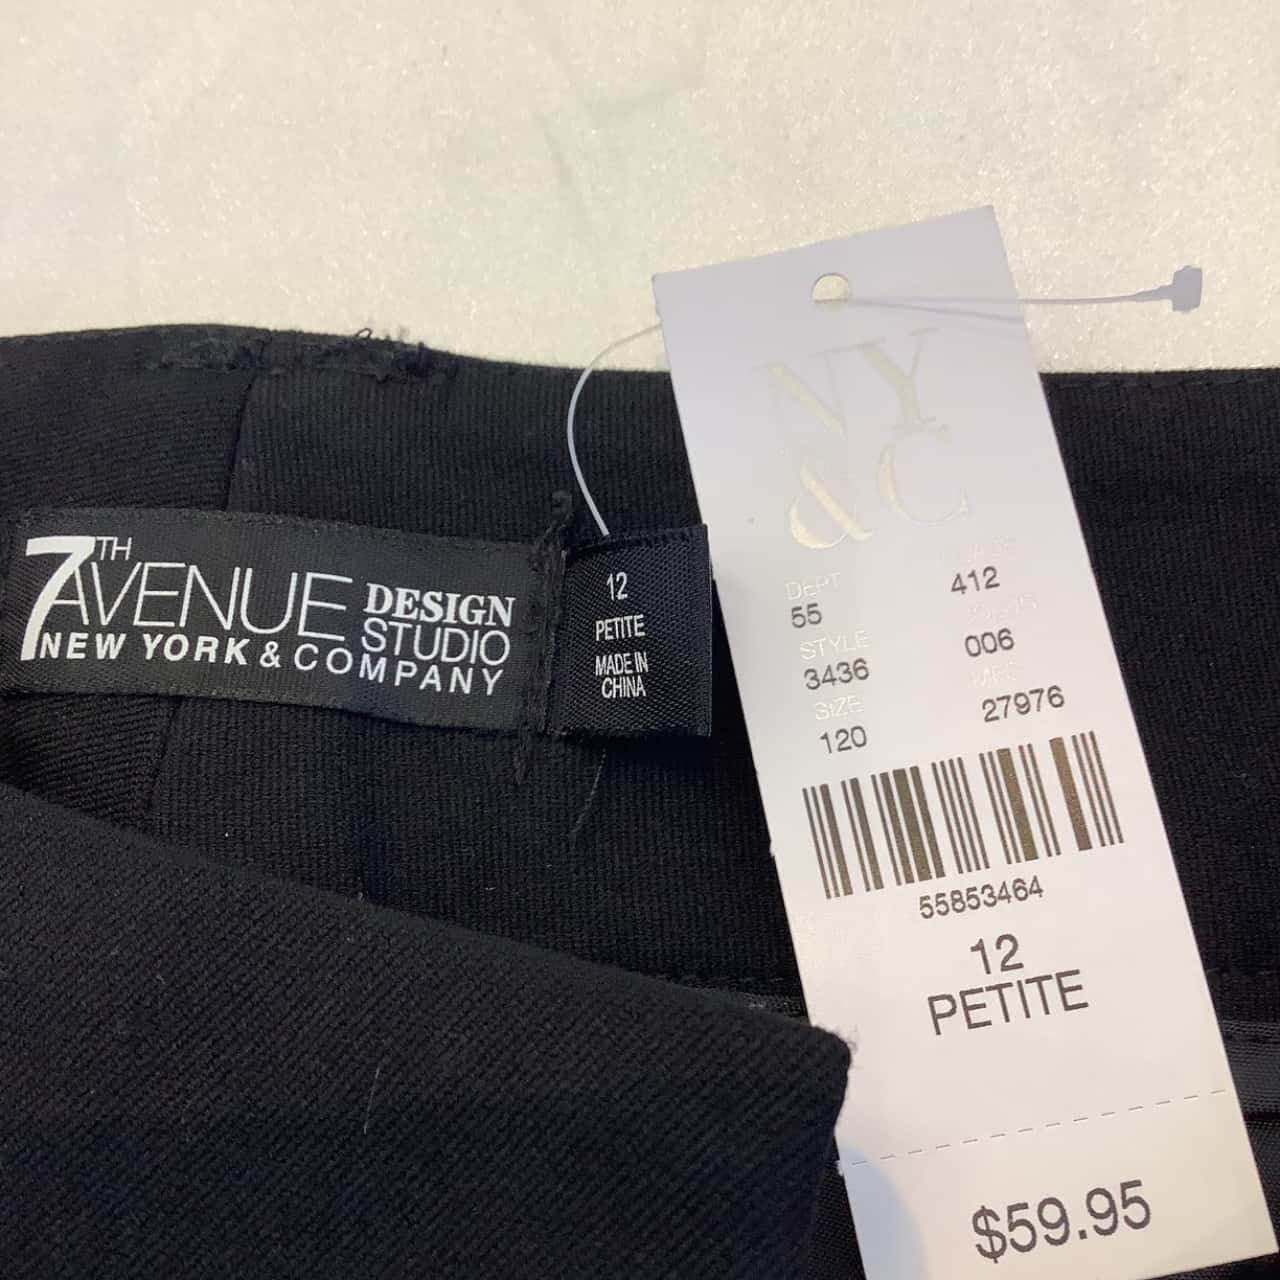 7TH
AVENUE
DESIGN
STUDIO
NEW YORK & COMPANY
12
PETITE
MADE IN
CHINA
NY
&C
DEPT
55
412
STYLE
3436
006
SIZE
120
27976
55853464
12
PETITE
$59.95